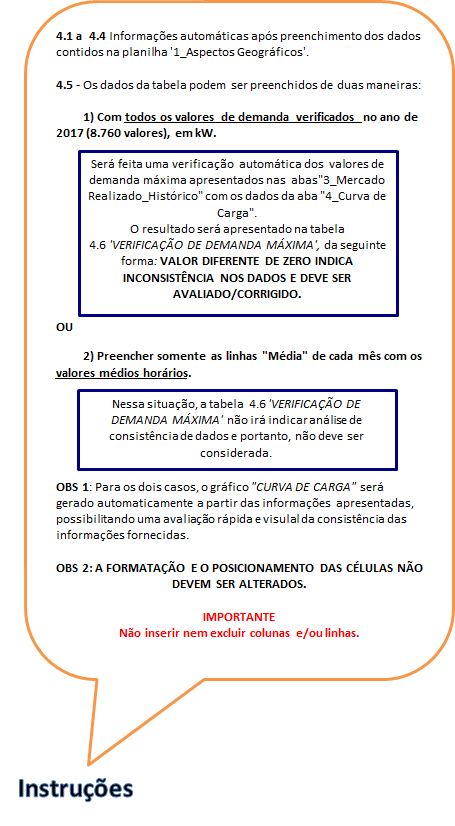 4.1 a 4.4 Informações automáticas após preenchimento dos dados
contidos na planilha '1_Aspectos Geográficos'.
4.5 - Os dados da tabela podem ser preenchidos de duas maneiras:
1) Com todos os valores de demanda verificados no ano de
2017 (8.760 valores), em kW.
Será feita uma verificação automática dos valores de
demanda máxima apresentados nas abas"3_Mercado
Realizado_Histórico" com os dados da aba "4_Curva de
Carga".
O resultado será apresentado na tabela
4.6 'VERIFICAÇÃO DE DEMANDA MÁXIMA', da seguinte
forma: VALOR DIFERENTE DE ZERO INDICA
INCONSISTÊNCIA NOS DADOS E DEVE SER
AVALIADO/CORRIGIDO.
OU
2) Preencher somente as linhas "Média" de cada mês com os
valores médios horários.
Nessa situação, a tabela 4.6 'VERIFICAÇÃO DE
DEMANDA MÁXIMA' não irá indicar análise de
consistência de dados e portanto, não deve ser
considerada.
OBS 1: Para os dois casos, o gráfico "CURVA DE CARGA" será
gerado automaticamente a partir das informações apresentadas,
possibilitando uma avaliação rápida e visual da consistência das
informações fornecidas.
OBS 2: A FORMATAÇÃO E O POSICIONAMENTO DAS CÉLULAS NÃO
DEVEM SER ALTERADOS.
IMPORTANTE
Não inserir nem excluir colunas e/ou linhas.
Instruções